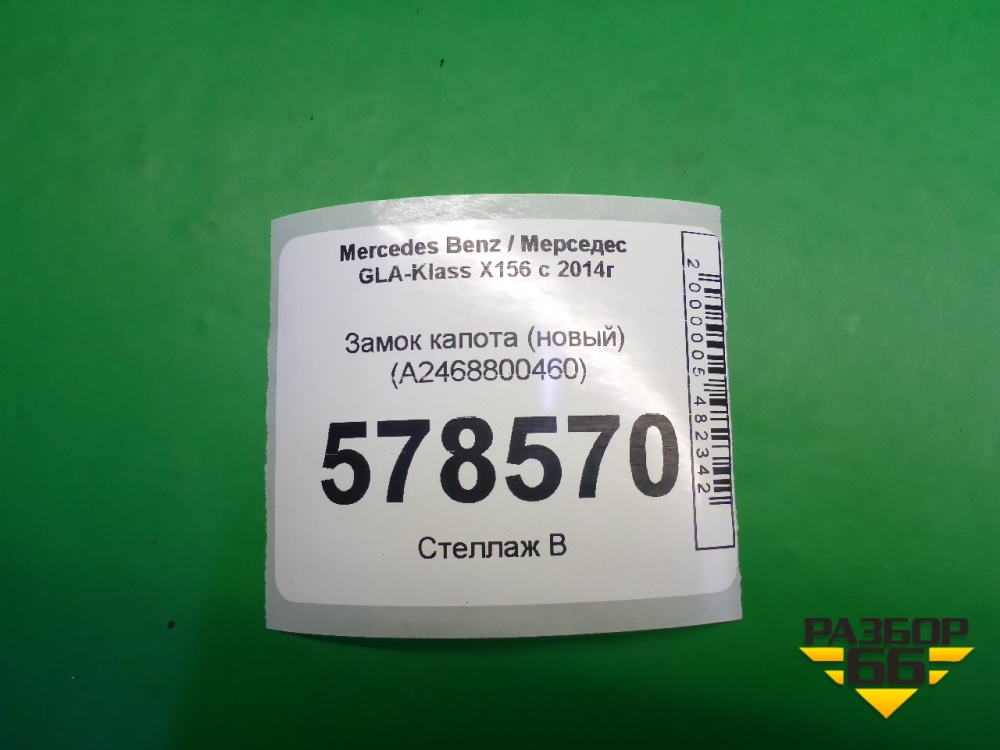 Mercedes Benz / Мерседес
GLA-Klass X156 с 2014г
Замок капота (новый)
(A2468800460)
578570
Стеллаж В
2000005482342
РАЗБОР
66